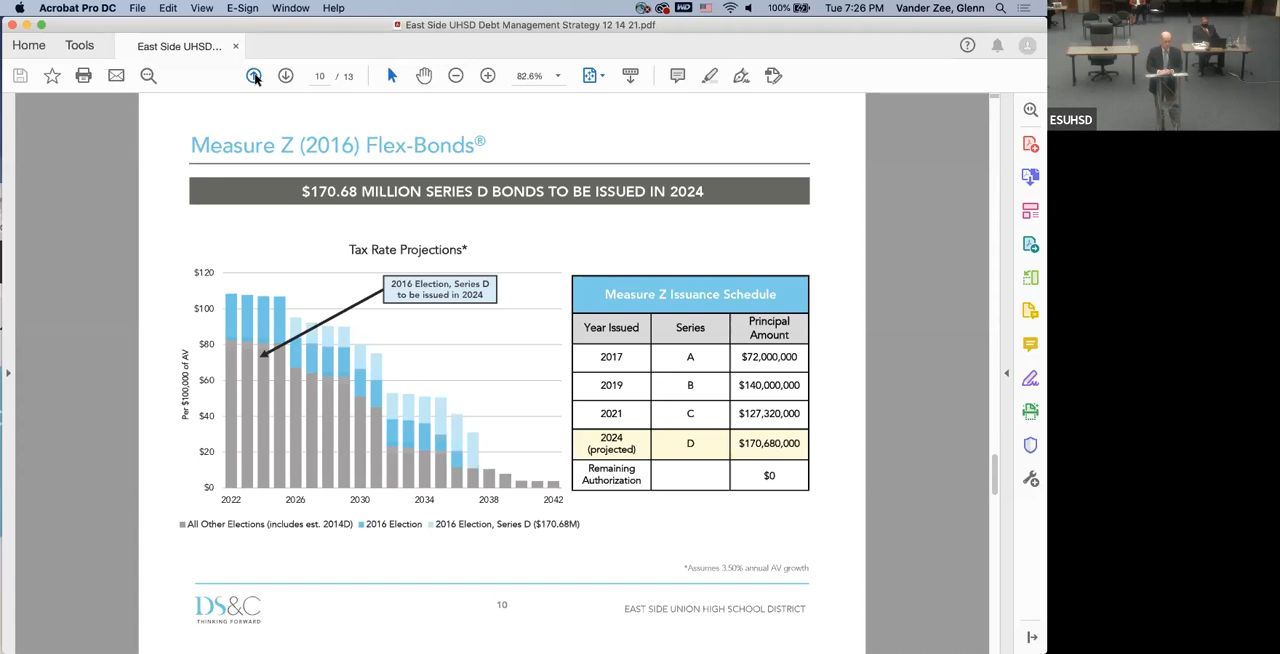 Acrobat Pro DC File Edit View E-Sign Window Help
100% Tue 7:26 PM Vander Zee, Glenn
East Side UHSD Debt Management Strategy 12 14 21.pdf
Home Tools East Side UHSD... ×
10 / 13 82.6%
ESUHSD
Measure Z (2016) Flex-Bonds®
$170.68 MILLION SERIES D BONDS TO BE ISSUED IN 2024
Tax Rate Projections*
$120
$100
$80
$60
$40
$20
$0
Per $100,000 of AV
2016 Election, Series D
to be issued in 2024
2022 2026 2030 2034 2038 2042
All Other Elections (includes est. 2014D) 2016 Election 2016 Election, Series D ($170.68M)
Measure Z Issuance Schedule
Year Issued Series Principal Amount
2017 A $72,000,000
2019 B $140,000,000
2021 C $127,320,000
2024 (projected) D $170,680,000
Remaining Authorization $0
*Assumes 3.50% annual AV growth
DS&C
THINKING FORWARD
10
EAST SIDE UNION HIGH SCHOOL DISTRICT